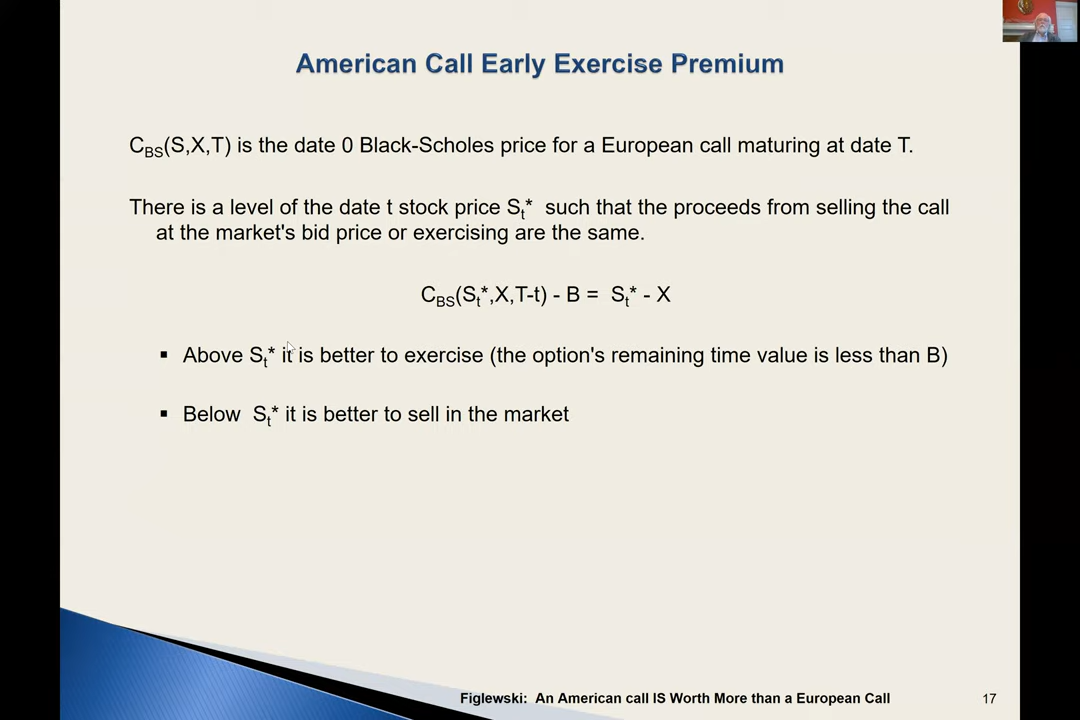 American Call Early Exercise Premium
C_BS(S,X,T) is the date 0 Black-Scholes price for a European call maturing at date T.
There is a level of the date t stock price S_t* such that the proceeds from selling the call
at the market's bid price or exercising are the same.
C_BS(S_t*,X,T-t) - B = S_t* - X
▪ Above S_t* it is better to exercise (the option's remaining time value is less than B)
▪ Below S_t* it is better to sell in the market
Figlewski: An American call IS Worth More than a European Call 17